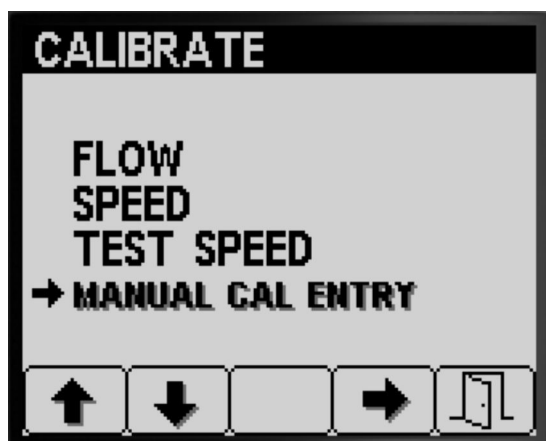 CALIBRATE
FLOW
SPEED
TEST SPEED
MANUAL CAL ENTRY